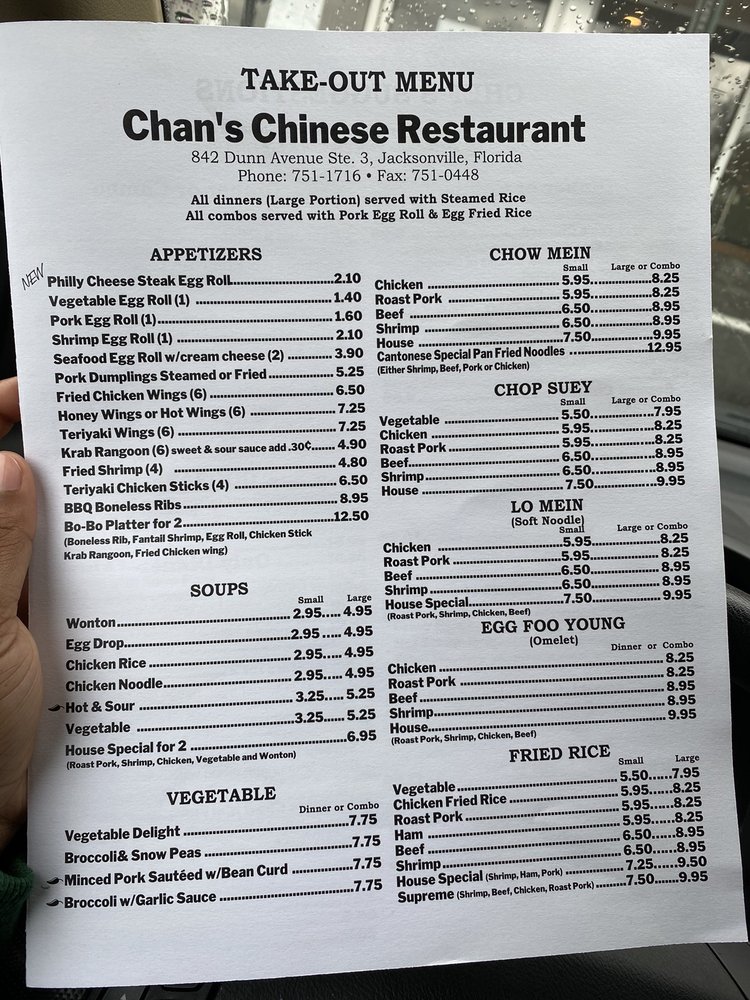 TAKE-OUT MENU
Chan's Chinese Restaurant
842 Dunn Avenue Ste. 3, Jacksonville, Florida
Phone: 751-1716 • Fax: 751-0448
All dinners (Large Portion) served with Steamed Rice
All combos served with Pork Egg Roll & Egg Fried Rice
APPETIZERS
NEW Philly Cheese Steak Egg Roll 2.10
Vegetable Egg Roll (1) 1.40
Pork Egg Roll (1) 1.60
Shrimp Egg Roll (1) 2.10
Seafood Egg Roll w/cream cheese (2) 3.90
Pork Dumplings Steamed or Fried 5.25
Fried Chicken Wings (6) 6.50
Honey Wings or Hot Wings (6) 7.25
Teriyaki Wings (6) 7.25
Krab Rangoon (6) sweet & sour sauce add .30¢ 4.90
Fried Shrimp (4) 4.80
Teriyaki Chicken Sticks (4) 6.50
BBQ Boneless Ribs 8.95
Bo-Bo Platter for 2 12.50
(Boneless Rib, Fantail Shrimp, Egg Roll, Chicken Stick
Krab Rangoon, Fried Chicken wing)
SOUPS
Small Large
Wonton 2.95 4.95
Egg Drop 2.95 4.95
Chicken Rice 2.95 4.95
Chicken Noodle 2.95 4.95
Hot & Sour 3.25 5.25
Vegetable 3.25 5.25
House Special for 2 6.95
(Roast Pork, Shrimp, Chicken, Vegetable and Wonton)
VEGETABLE
Dinner or Combo
Vegetable Delight 7.75
Broccoli& Snow Peas 7.75
Minced Pork Sautéed w/Bean Curd 7.75
Broccoli w/Garlic Sauce 7.75
CHOW MEIN
Small Large or Combo
Chicken 5.95 8.25
Roast Pork 5.95 8.25
Beef 6.50 8.95
Shrimp 6.50 8.95
House 7.50 9.95
Cantonese Special Pan Fried Noodles 12.95
(Either Shrimp, Beef, Pork or Chicken)
CHOP SUEY
Small Large or Combo
Vegetable 5.50 7.95
Chicken 5.95 8.25
Roast Pork 5.95 8.25
Beef 6.50 8.95
Shrimp 6.50 8.95
House 7.50 9.95
LO MEIN
(Soft Noodle)
Small Large or Combo
Chicken 5.95 8.25
Roast Pork 5.95 8.25
Beef 6.50 8.95
Shrimp 6.50 8.95
House Special 7.50 9.95
(Roast Pork, Shrimp, Chicken, Beef)
EGG FOO YOUNG
(Omelet)
Dinner or Combo
Chicken 8.25
Roast Pork 8.25
Beef 8.95
Shrimp 8.95
House 9.95
(Roast Pork, Shrimp, Chicken, Beef)
FRIED RICE
Small Large
Vegetable 5.50 7.95
Chicken Fried Rice 5.95 8.25
Roast Pork 5.95 8.25
Ham 5.95 8.25
Beef 6.50 8.95
Shrimp 6.50 8.95
House Special (Shrimp, Ham, Pork) 7.25 9.50
Supreme (Shrimp, Beef, Chicken, Roast Pork) 7.50 9.95